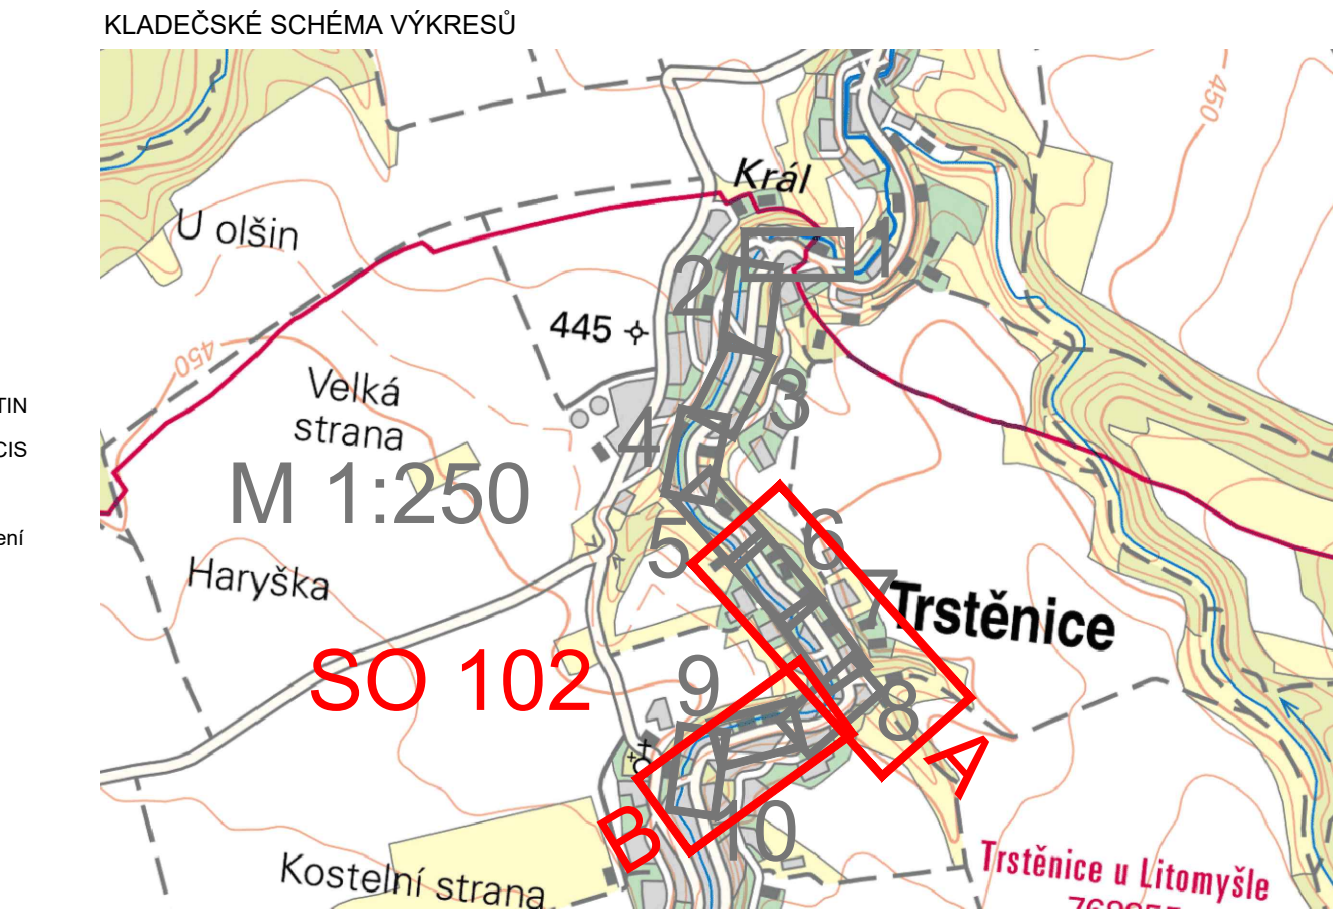 KLADEČSKÉ SCHÉMA VÝKRESŮ
450
Král
U olšin
1
2
445
450
Velká
strana
3
TIN
4
CIS
M 1:250
5
6
ení
Haryška
7
Trstěnice
SO 102
9
8
A
10
B
Kostelní strana
Trstěnice u Litomyšle